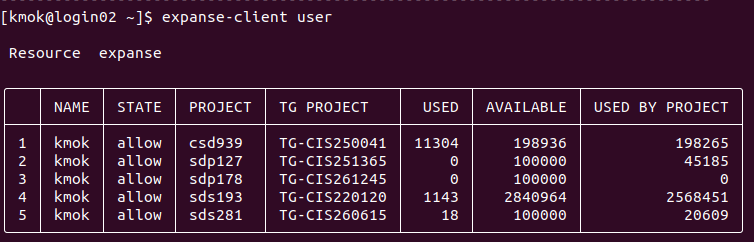 [kmok@login02 ~]$ expanse-client user
Resource  expanse
NAME  STATE  PROJECT  TG PROJECT  USED  AVAILABLE  USED BY PROJECT
1  kmok  allow  csd939  TG-CIS250041  11304  198936  198265
2  kmok  allow  sdp127  TG-CIS251365  0  100000  45185
3  kmok  allow  sdp178  TG-CIS261245  0  100000  0
4  kmok  allow  sds193  TG-CIS220120  1143  2840964  2568451
5  kmok  allow  sds281  TG-CIS260615  18  100000  20609